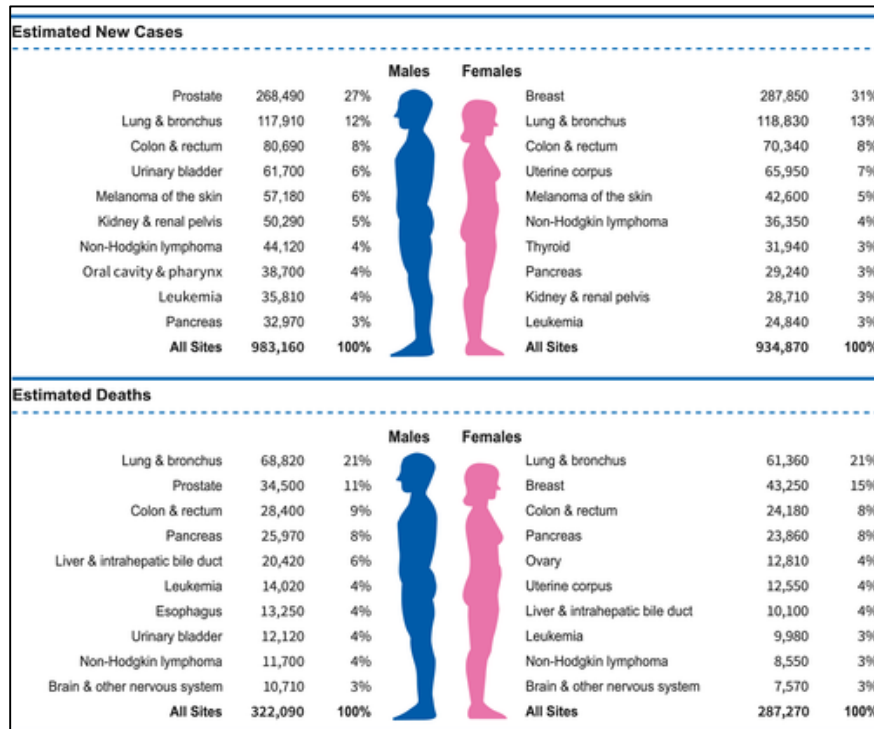 Estimated New Cases
Males Females
Prostate 268,490 27% Breast 287,850 31%
Lung & bronchus 117,910 12% Lung & bronchus 118,830 13%
Colon & rectum 80,690 8% Colon & rectum 70,340 8%
Urinary bladder 61,700 6% Uterine corpus 65,950 7%
Melanoma of the skin 57,180 6% Melanoma of the skin 42,600 5%
Kidney & renal pelvis 50,290 5% Non-Hodgkin lymphoma 36,350 4%
Non-Hodgkin lymphoma 44,120 4% Thyroid 31,940 3%
Oral cavity & pharynx 38,700 4% Pancreas 29,240 3%
Leukemia 35,810 4% Kidney & renal pelvis 28,710 3%
Pancreas 32,970 3% Leukemia 24,840 3%
All Sites 983,160 100% All Sites 934,870 100%
Estimated Deaths
Males Females
Lung & bronchus 68,820 21% Lung & bronchus 61,360 21%
Prostate 34,500 11% Breast 43,250 15%
Colon & rectum 28,400 9% Colon & rectum 24,180 8%
Pancreas 25,970 8% Pancreas 23,860 8%
Liver & intrahepatic bile duct 20,420 6% Ovary 12,810 4%
Leukemia 14,020 4% Uterine corpus 12,550 4%
Esophagus 13,250 4% Liver & intrahepatic bile duct 10,100 4%
Urinary bladder 12,120 4% Leukemia 9,980 3%
Non-Hodgkin lymphoma 11,700 4% Non-Hodgkin lymphoma 8,550 3%
Brain & other nervous system 10,710 3% Brain & other nervous system 7,570 3%
All Sites 322,090 100% All Sites 287,270 100%